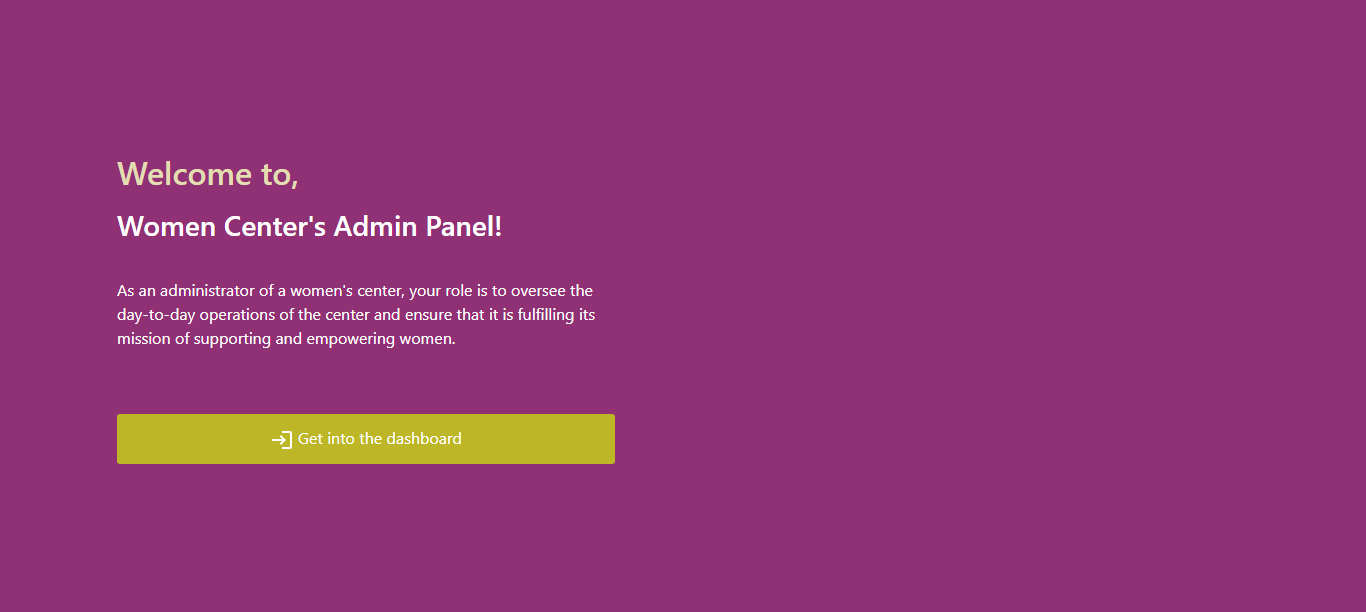 Welcome to,
Women Center's Admin Panel!
As an administrator of a women's center, your role is to oversee the
day-to-day operations of the center and ensure that it is fulfilling its
mission of supporting and empowering women.
Get into the dashboard